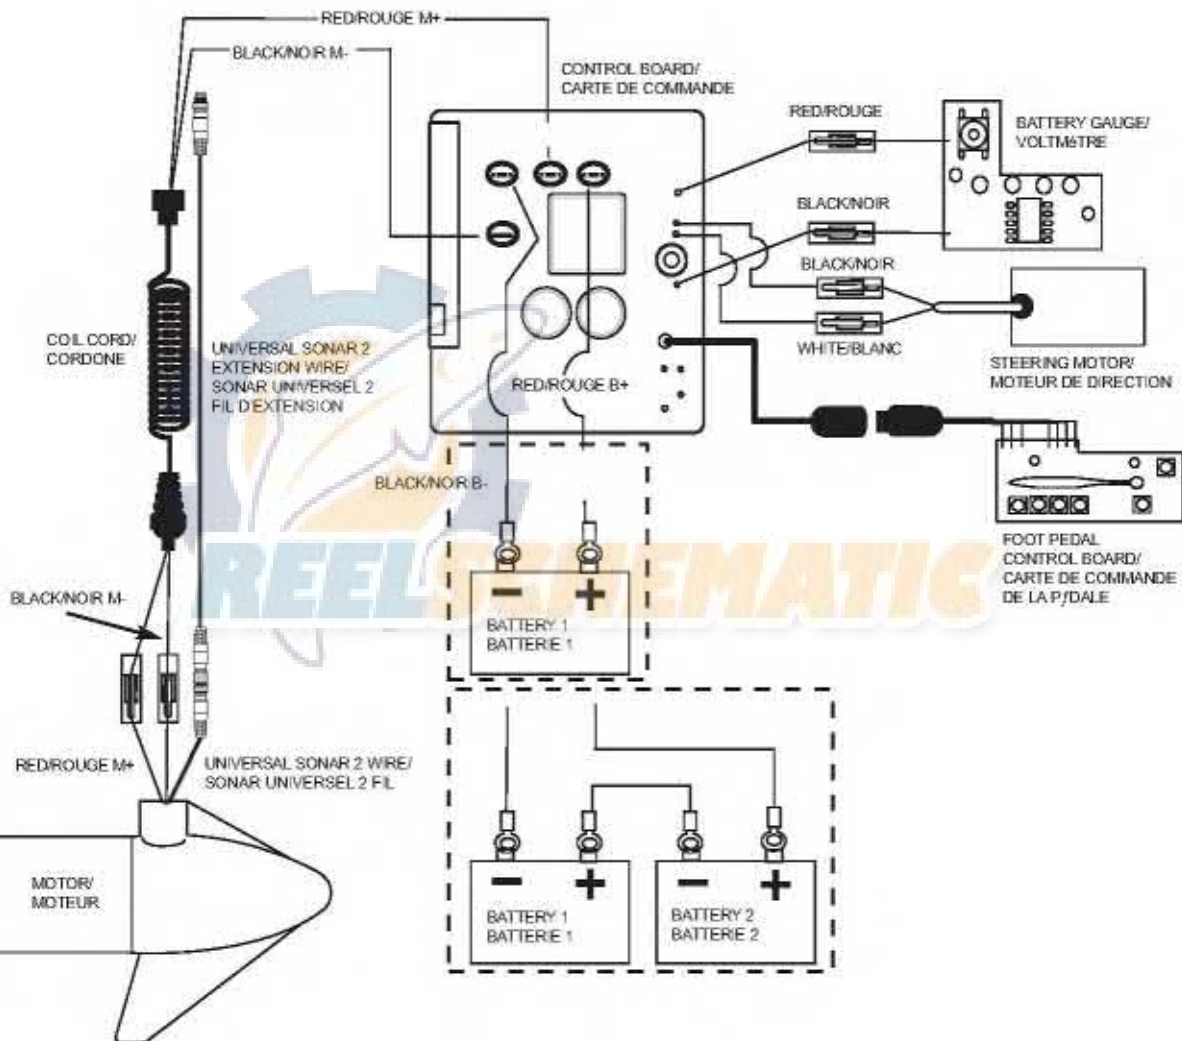 RED/ROUGE M+
BLACK/NOIR M-
CONTROL BOARD/
CARTE DE COMMANDE
RED/ROUGE
BATTERY GAUGE/
VOLTMèTRE
BLACK/NOIR
BLACK/NOIR
WHITE/BLANC
STEERING MOTOR/
MOTEUR DE DIRECTION
COIL CORD/
CORDONE
UNIVERSAL SONAR 2
EXTENSION WIRE/
SONAR UNIVERSEL 2
FIL D'EXTENSION
RED/ROUGE B+
BLACK/NOIR B-
FOOT PEDAL
CONTROL BOARD/
CARTE DE COMMANDE
DE LA P/DALE
REELSCHEMATIC
BLACK/NOIR M-
- +
BATTERY 1
BATTERIE 1
RED/ROUGE M+
UNIVERSAL SONAR 2 WIRE/
SONAR UNIVERSEL 2 FIL
MOTOR/
MOTEUR
- +
BATTERY 1
BATTERIE 1
- +
BATTERY 2
BATTERIE 2